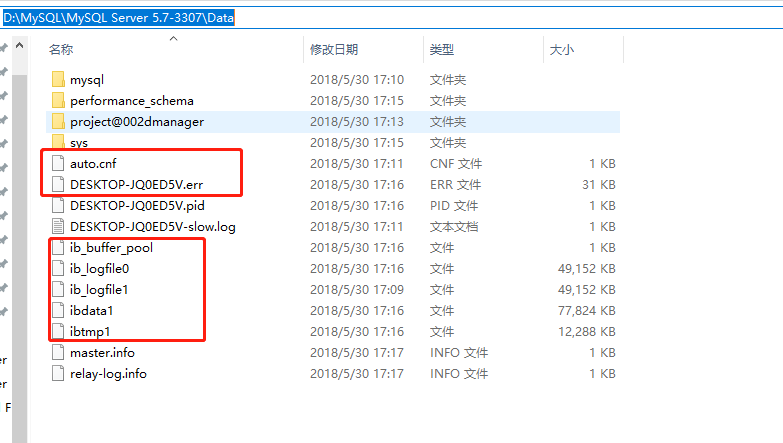 D:\MySQL\MySQL Server 5.7-3307\Data
名称 修改日期 类型 大小
mysql 2018/5/30 17:10 文件夹
performance_schema 2018/5/30 17:15 文件夹
project@002dmanager 2018/5/30 17:13 文件夹
sys 2018/5/30 17:15 文件夹
auto.cnf 2018/5/30 17:11 CNF 文件 1 KB
DESKTOP-JQ0ED5V.err 2018/5/30 17:16 ERR 文件 31 KB
DESKTOP-JQ0ED5V.pid 2018/5/30 17:16 PID 文件 1 KB
DESKTOP-JQ0ED5V-slow.log 2018/5/30 17:11 文本文档 1 KB
ib_buffer_pool 2018/5/30 17:16 文件 1 KB
ib_logfile0 2018/5/30 17:16 文件 49,152 KB
ib_logfile1 2018/5/30 17:09 文件 49,152 KB
ibdata1 2018/5/30 17:16 文件 77,824 KB
ibtmp1 2018/5/30 17:16 文件 12,288 KB
er master.info 2018/5/30 17:17 INFO 文件 1 KB
er relay-log.info 2018/5/30 17:17 INFO 文件 1 KB
F